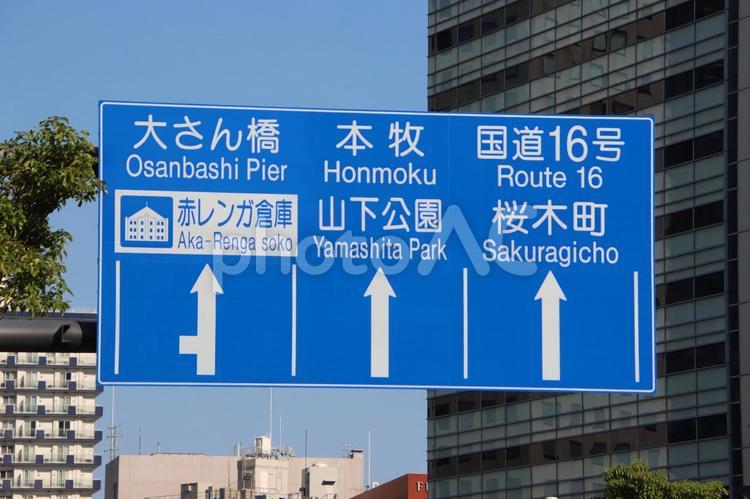 大さん橋
Osanbashi Pier
赤レンガ倉庫
Aka-Renga soko
本牧
Honmoku
山下公園
Yamashita Park
国道16号
Route 16
桜木町
Sakuragicho
photoAC